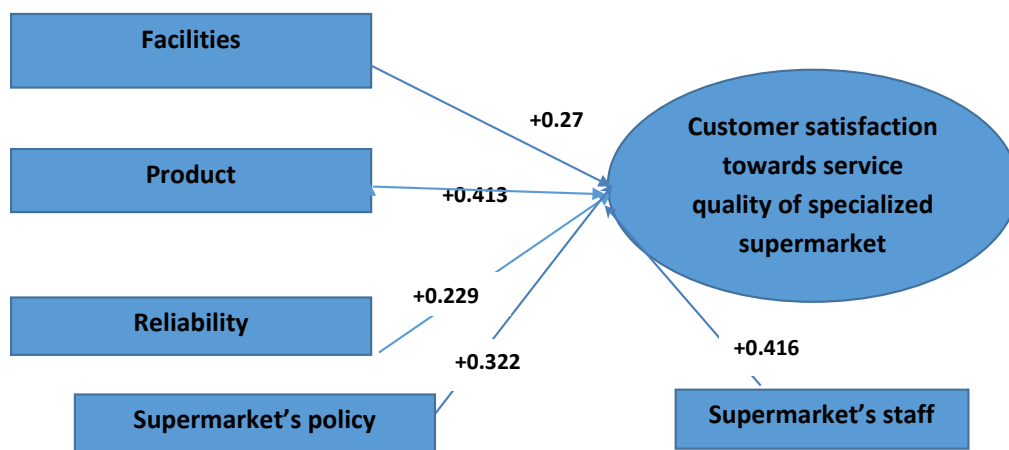 Facilities
+0.27
Customer satisfaction
towards service
quality of specialized
supermarket
Product
+0.413
Reliability
+0.229
+0.322
+0.416
Supermarket's policy
Supermarket's staff